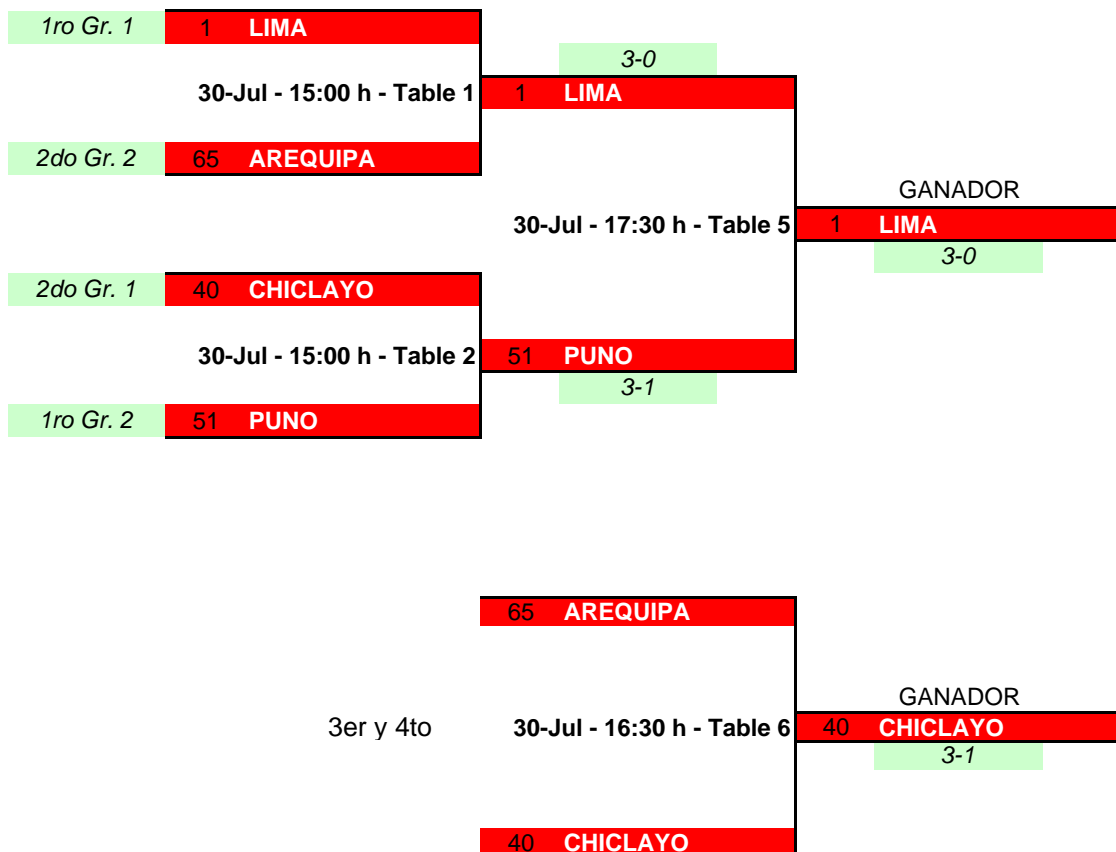 1ro Gr. 1 1 LIMA
3-0
30-Jul - 15:00 h - Table 1 1 LIMA
2do Gr. 2 65 AREQUIPA
GANADOR
30-Jul - 17:30 h - Table 5 1 LIMA
3-0
2do Gr. 1 40 CHICLAYO
30-Jul - 15:00 h - Table 2 51 PUNO
3-1
1ro Gr. 2 51 PUNO
65 AREQUIPA
GANADOR
3er y 4to 30-Jul - 16:30 h - Table 6 40 CHICLAYO
3-1
40 CHICLAYO